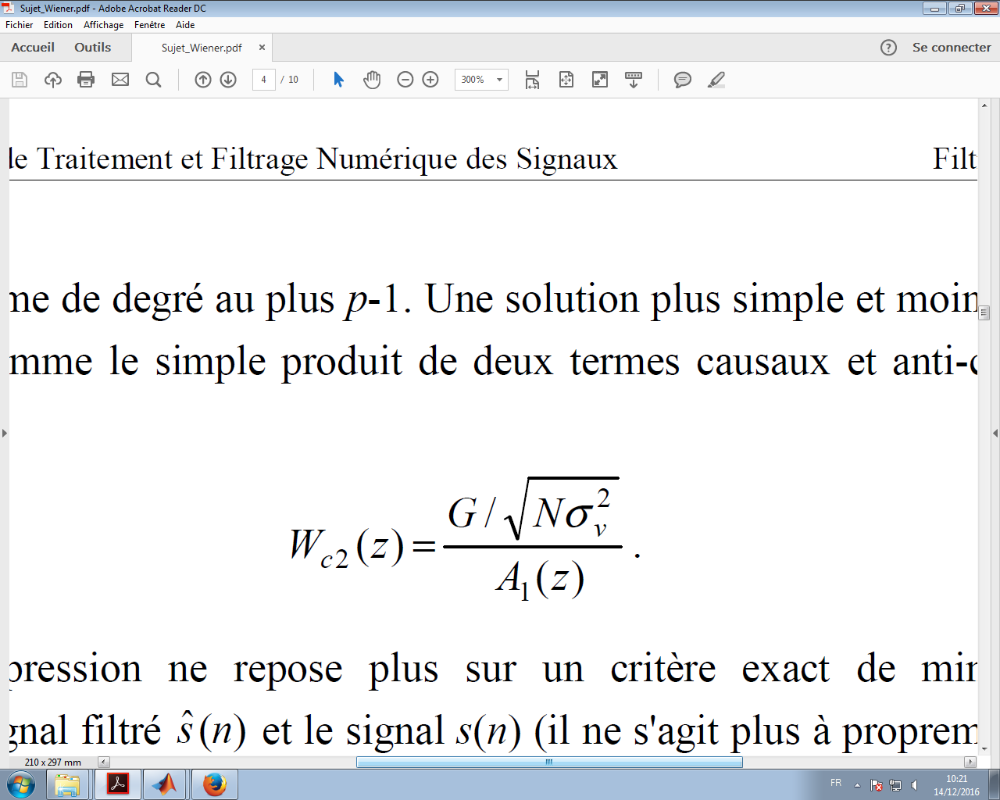 Sujet_Wiener.pdf - Adobe Acrobat Reader DC
Fichier Edition Affichage Fenêtre Aide
Accueil Outils Sujet_Wiener.pdf × ? Se connecter
4 / 10 300%
de Traitement et Filtrage Numérique des Signaux Filt
me de degré au plus p-1. Une solution plus simple et moin
mme le simple produit de deux termes causaux et anti-c
W_{c2}(z) = \frac{G / \sqrt{N\sigma_v^2}}{A_1(z)} .
pression ne repose plus sur un critère exact de min
gnal filtré ŝ(n) et le signal s(n) (il ne s'agit plus à proprem
210 x 297 mm
FR 10:21
14/12/2016